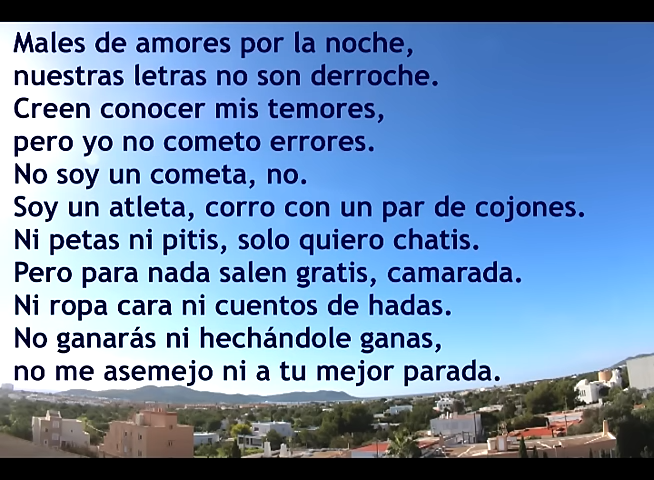 Males de amores por la noche,
nuestras letras no son derroche.
Creen conocer mis temores,
pero yo no cometo errores.
No soy un cometa, no.
Soy un atleta, corro con un par de cojones.
Ni petas ni pitis, solo quiero chatis.
Pero para nada salen gratis, camarada.
Ni ropa cara ni cuentos de hadas.
No ganarás ni hechándole ganas,
no me asemejo ni a tu mejor parada.